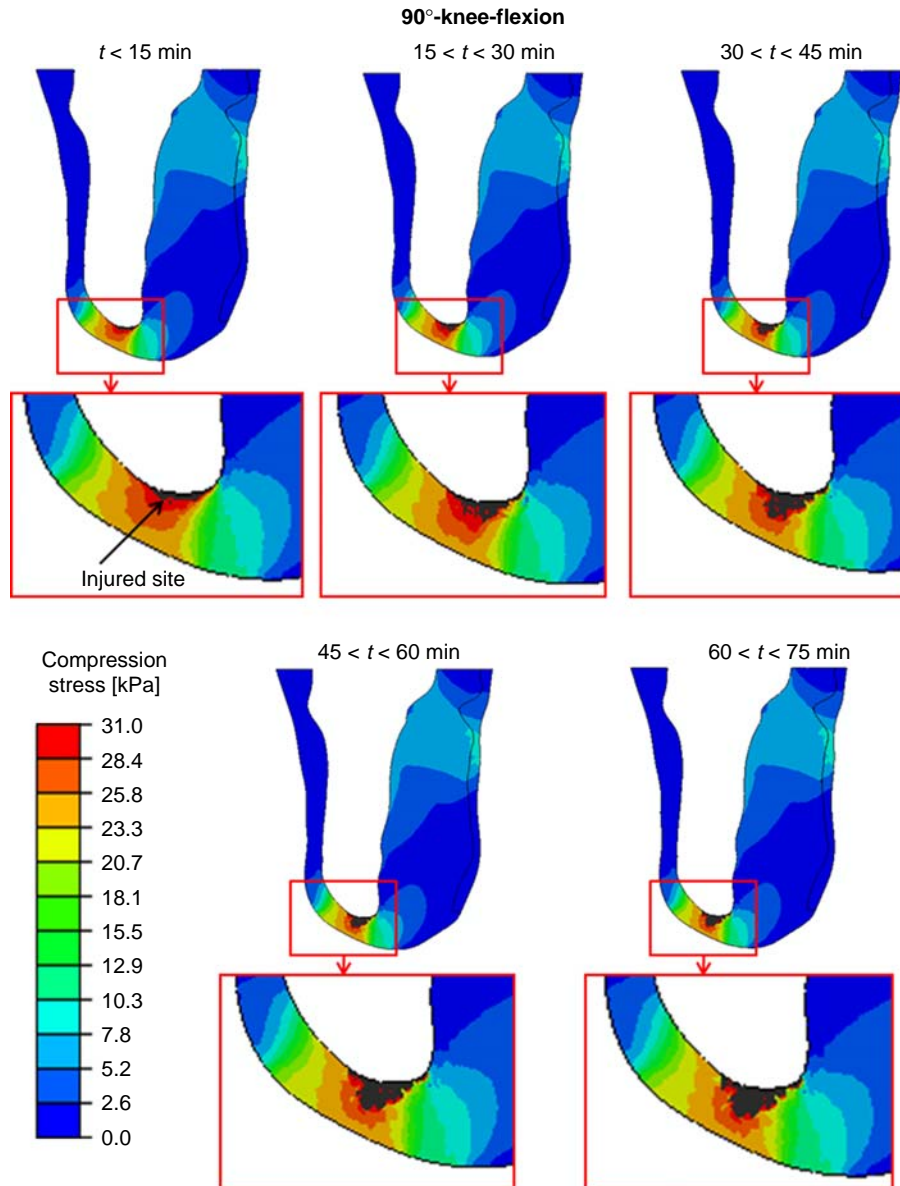 90°-knee-flexion
t < 15 min
15 < t < 30 min
30 < t < 45 min
Injured site
45 < t < 60 min
60 < t < 75 min
Compression
stress [kPa]
31.0
28.4
25.8
23.3
20.7
18.1
15.5
12.9
10.3
7.8
5.2
2.6
0.0